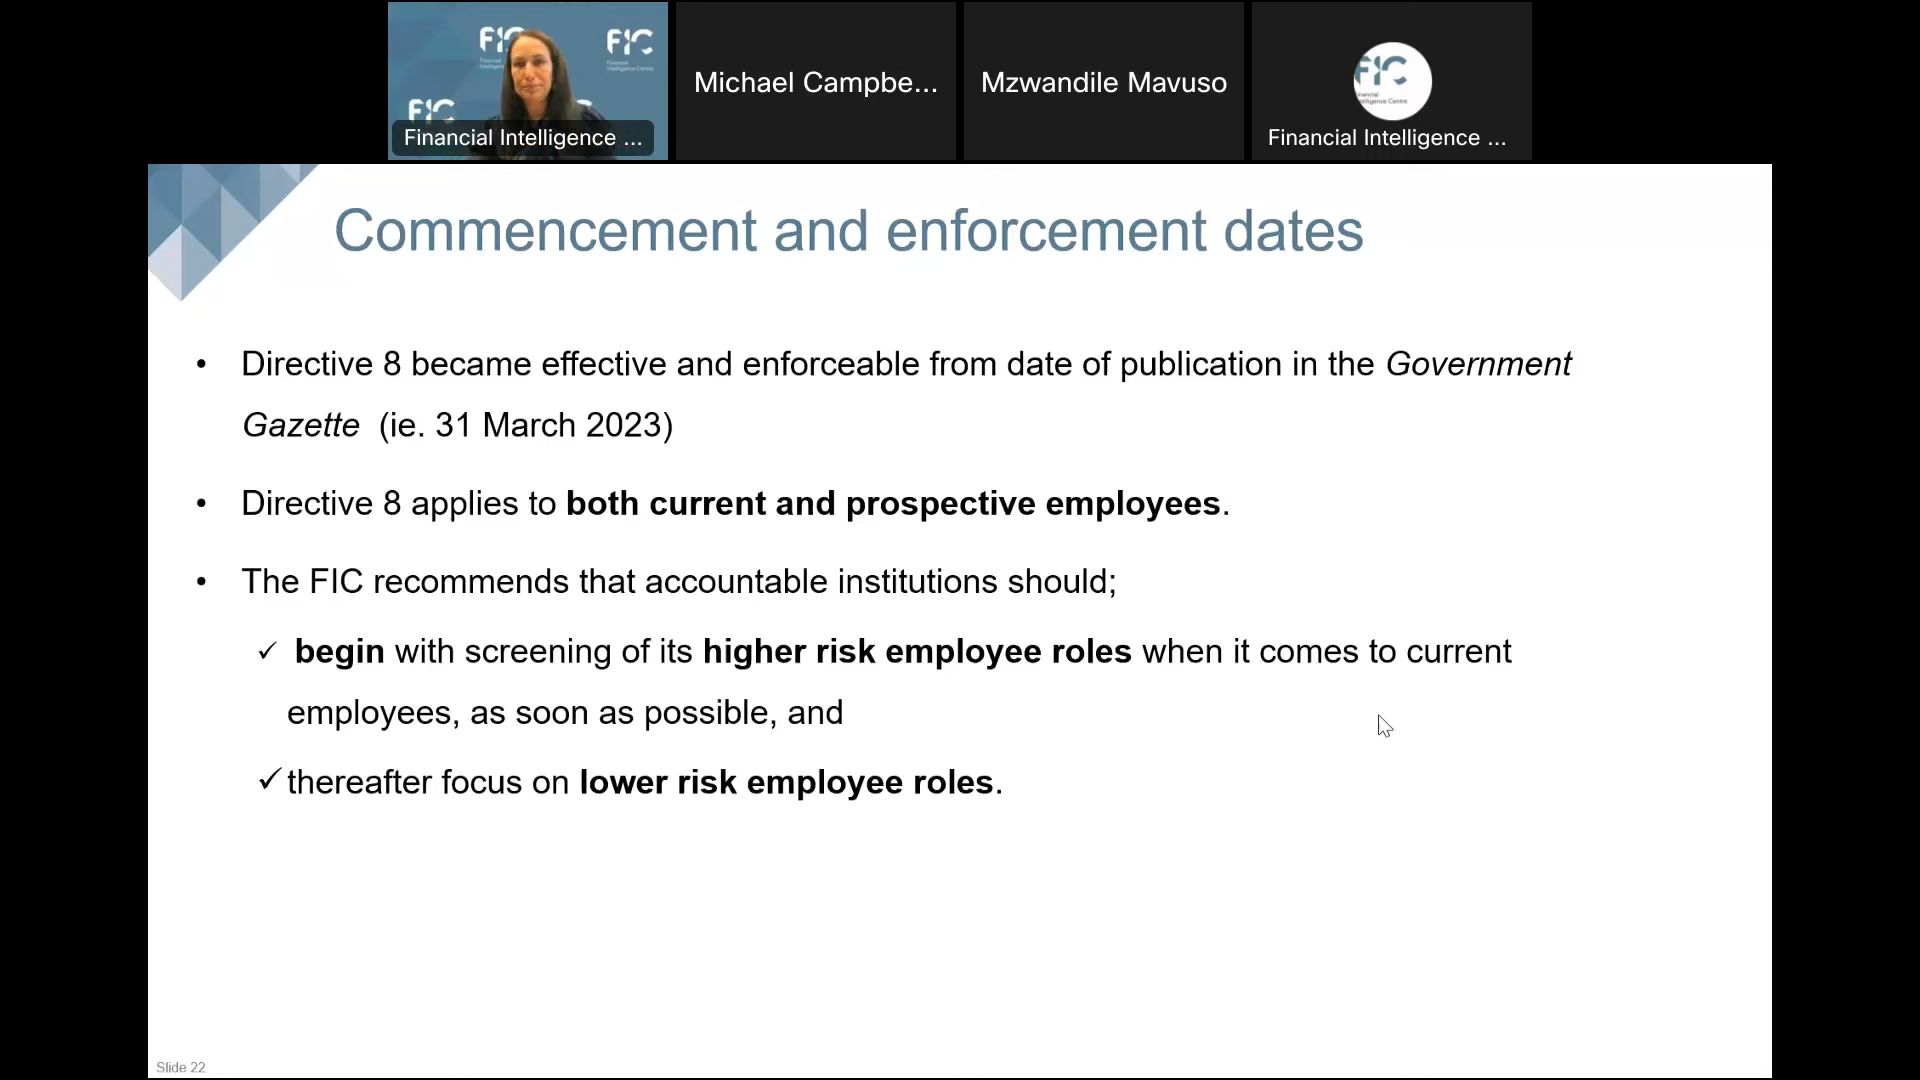 FIC
FIC
Financial
Intelligence Centre
FIC
Financial Intelligence ...
Michael Campbe...
Mzwandile Mavuso
FIC
Financial Intelligence ...
Commencement and enforcement dates
• Directive 8 became effective and enforceable from date of publication in the Government
Gazette (ie. 31 March 2023)
• Directive 8 applies to both current and prospective employees.
• The FIC recommends that accountable institutions should;
✓ begin with screening of its higher risk employee roles when it comes to current
employees, as soon as possible, and
✓ thereafter focus on lower risk employee roles.
Slide 22